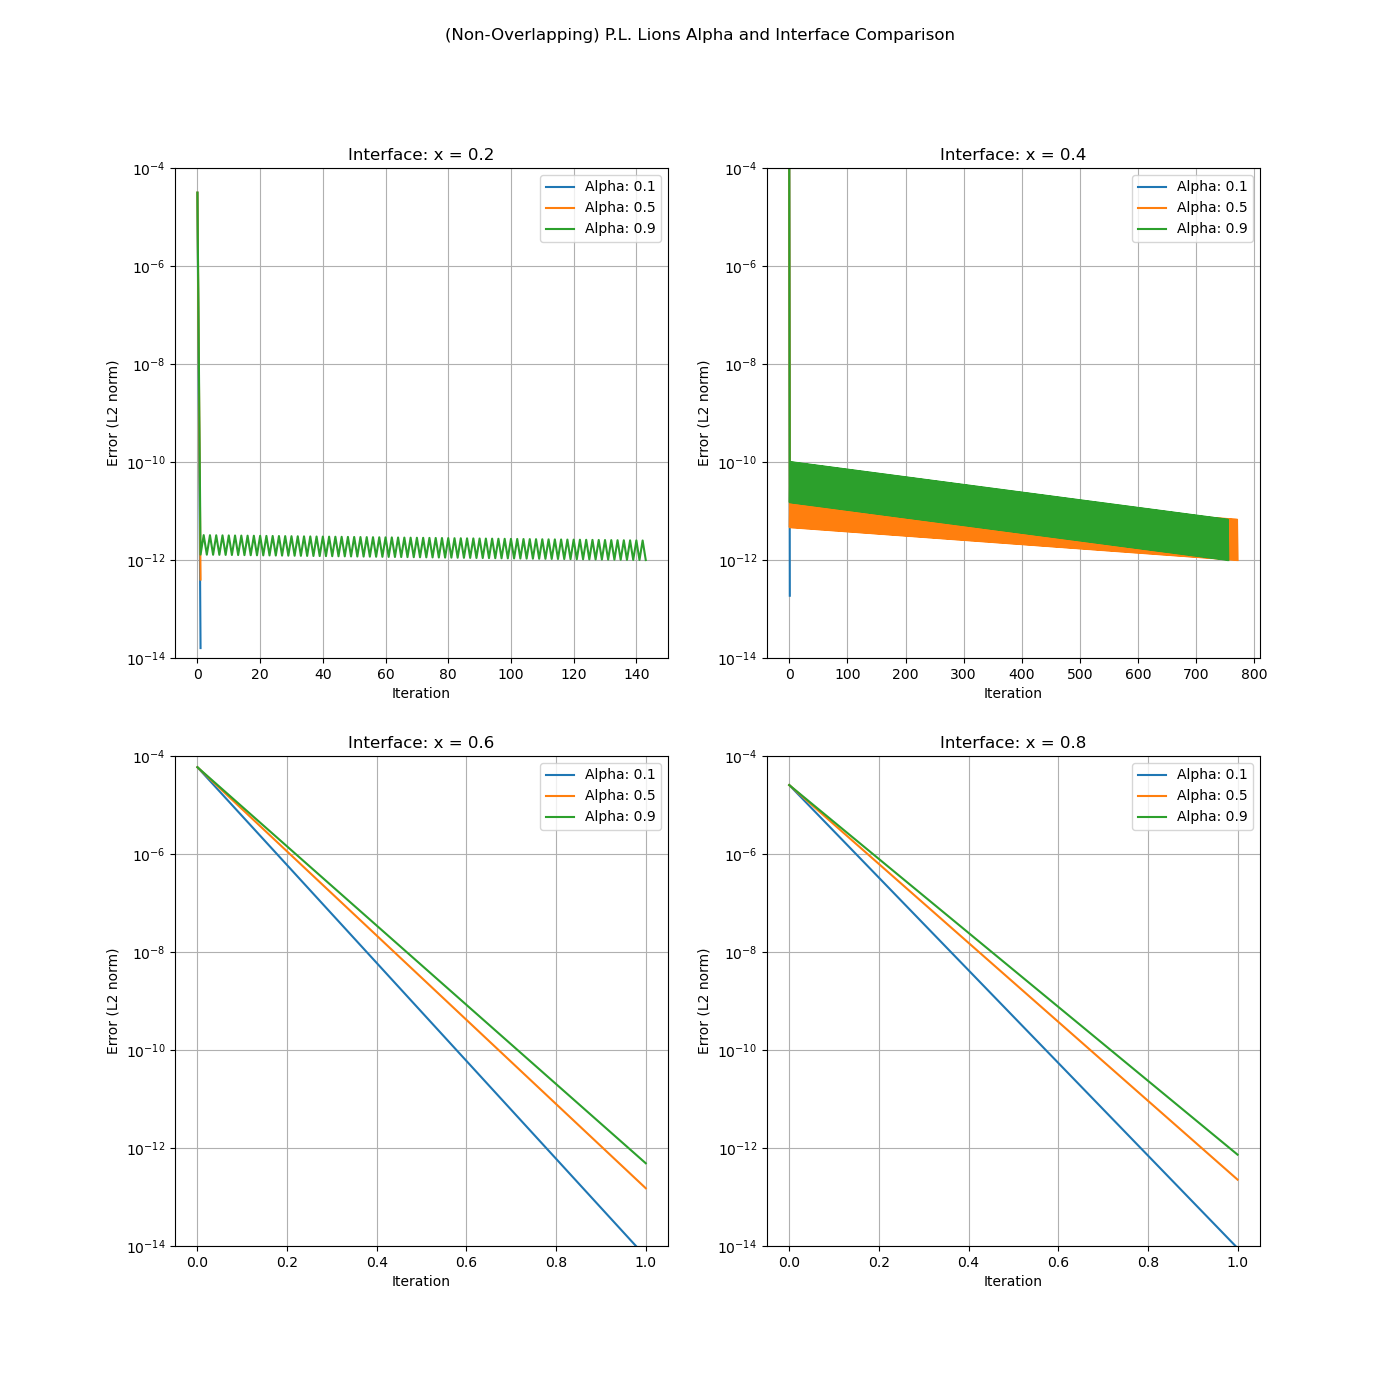 (Non-Overlapping) P.L. Lions Alpha and Interface Comparison
Interface: x = 0.2
Error (L2 norm)
10⁻⁴
10⁻⁶
10⁻⁸
10⁻¹⁰
10⁻¹²
10⁻¹⁴
Alpha: 0.1
Alpha: 0.5
Alpha: 0.9
0 20 40 60 80 100 120 140
Iteration
Interface: x = 0.4
Error (L2 norm)
10⁻⁴
10⁻⁶
10⁻⁸
10⁻¹⁰
10⁻¹²
10⁻¹⁴
Alpha: 0.1
Alpha: 0.5
Alpha: 0.9
0 100 200 300 400 500 600 700 800
Iteration
Interface: x = 0.6
Error (L2 norm)
10⁻⁴
10⁻⁶
10⁻⁸
10⁻¹⁰
10⁻¹²
10⁻¹⁴
Alpha: 0.1
Alpha: 0.5
Alpha: 0.9
0.0 0.2 0.4 0.6 0.8 1.0
Iteration
Interface: x = 0.8
Error (L2 norm)
10⁻⁴
10⁻⁶
10⁻⁸
10⁻¹⁰
10⁻¹²
10⁻¹⁴
Alpha: 0.1
Alpha: 0.5
Alpha: 0.9
0.0 0.2 0.4 0.6 0.8 1.0
Iteration